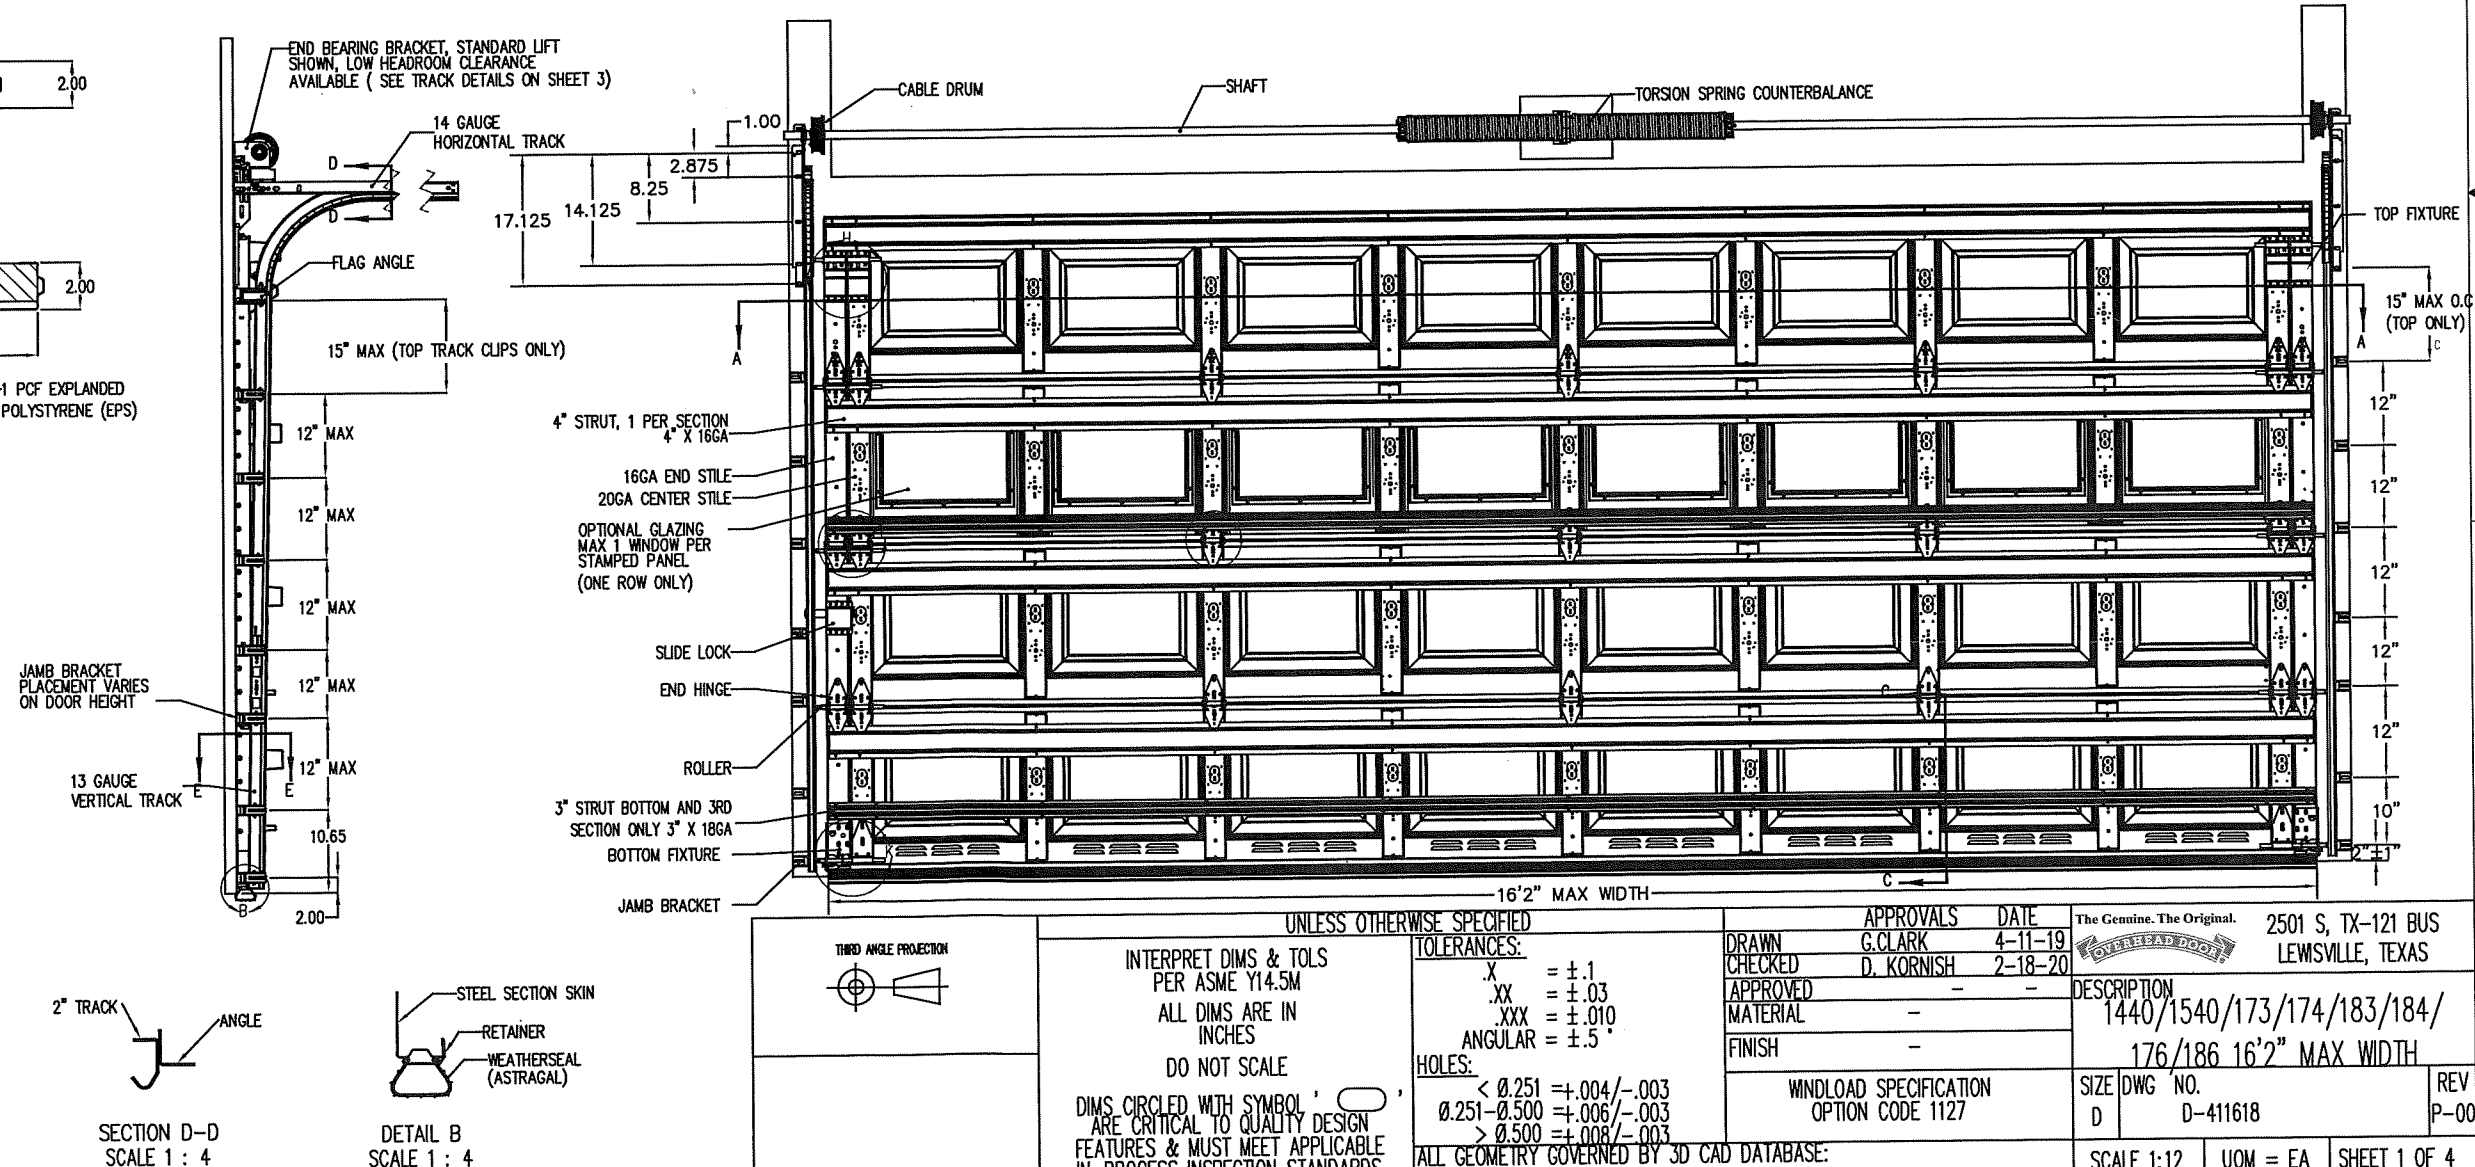 END BEARING BRACKET, STANDARD LIFT
SHOWN, LOW HEADROOM CLEARANCE
AVAILABLE ( SEE TRACK DETAILS ON SHEET 3)
2.00
14 GAUGE
HORIZONTAL TRACK
D
D
FLAG ANGLE
2.00
15" MAX (TOP TRACK CLIPS ONLY)
1 PCF EXPLANDED
POLYSTYRENE (EPS)
12" MAX
12" MAX
12" MAX
12" MAX
12" MAX
JAMB BRACKET
PLACEMENT VARIES
ON DOOR HEIGHT
13 GAUGE
VERTICAL TRACK
E
E
10.65
2.00
B
CABLE DRUM
SHAFT
TORSION SPRING COUNTERBALANCE
1.00
2.875
8.25
14.125
17.125
TOP FIXTURE
H
15" MAX O.C
(TOP ONLY)
A
A
C
4" STRUT, 1 PER SECTION
4" X 16GA
16GA END STILE
20GA CENTER STILE
OPTIONAL GLAZING
MAX 1 WINDOW PER
STAMPED PANEL
(ONE ROW ONLY)
SLIDE LOCK
END HINGE
ROLLER
3" STRUT BOTTOM AND 3RD
SECTION ONLY 3" X 18GA
BOTTOM FIXTURE
JAMB BRACKET
12"
12"
12"
12"
12"
10"
2"±1"
C
C
K
16'2" MAX WIDTH
2" TRACK
ANGLE
SECTION D-D
SCALE 1 : 4
STEEL SECTION SKIN
RETAINER
WEATHERSEAL
(ASTRAGAL)
DETAIL B
SCALE 1 : 4
THIRD ANGLE PROJECTION
UNLESS OTHERWISE SPECIFIED
INTERPRET DIMS & TOLS
PER ASME Y14.5M
ALL DIMS ARE IN
INCHES
DO NOT SCALE
DIMS CIRCLED WITH SYMBOL ' '
ARE CRITICAL TO QUALITY DESIGN
FEATURES & MUST MEET APPLICABLE
IN-PROCESS INSPECTION STANDARDS
TOLERANCES:
.X = ±.1
.XX = ±.03
.XXX = ±.010
ANGULAR = ±.5 °
HOLES:
< Ø.251 =+.004/-.003
Ø.251-Ø.500 =+.006/-.003
> Ø.500 =+.008/-.003
ALL GEOMETRY GOVERNED BY 3D CAD DATABASE:
APPROVALS DATE
DRAWN G.CLARK 4-11-19
CHECKED D. KORNISH 2-18-20
APPROVED - -
MATERIAL -
FINISH -
WINDLOAD SPECIFICATION
OPTION CODE 1127
The Genuine. The Original.
OVERHEAD DOOR
2501 S, TX-121 BUS
LEWISVILLE, TEXAS
DESCRIPTION
1440/1540/173/174/183/184/
176/186 16'2" MAX WIDTH
SIZE DWG NO. REV
D D-411618 P-00
SCALE 1:12 UOM = EA SHEET 1 OF 4